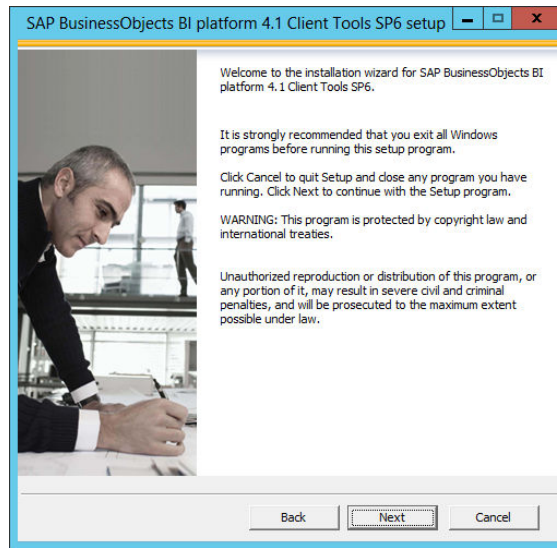 SAP BusinessObjects BI platform 4.1 Client Tools SP6 setup
Welcome to the installation wizard for SAP BusinessObjects BI
platform 4.1 Client Tools SP6.
It is strongly recommended that you exit all Windows
programs before running this setup program.
Click Cancel to quit Setup and close any program you have
running. Click Next to continue with the Setup program.
WARNING: This program is protected by copyright law and
international treaties.
Unauthorized reproduction or distribution of this program, or
any portion of it, may result in severe civil and criminal
penalties, and will be prosecuted to the maximum extent
possible under law.
Back Next Cancel